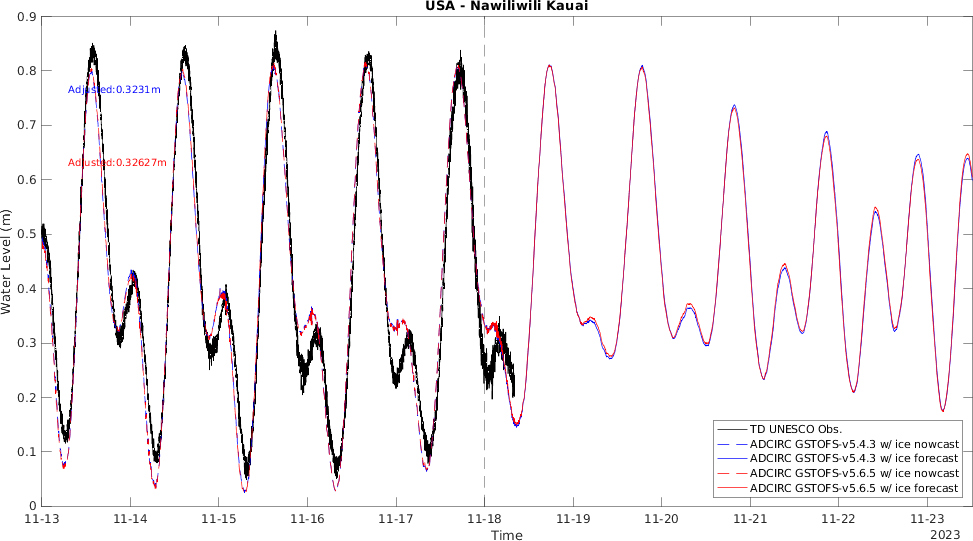 USA - Nawiliwili Kauai
0.9
0.8
0.7
0.6
0.5
0.4
0.3
0.2
0.1
0
Water Level (m)
Adjusted:0.3231m
Adjusted:0.32627m
TD UNESCO Obs.
ADCIRC GSTOFS-v5.4.3 w/ ice nowcast
ADCIRC GSTOFS-v5.4.3 w/ ice forecast
ADCIRC GSTOFS-v5.6.5 w/ ice nowcast
ADCIRC GSTOFS-v5.6.5 w/ ice forecast
11-13 11-14 11-15 11-16 11-17 11-18 11-19 11-20 11-21 11-22 11-23
Time
2023